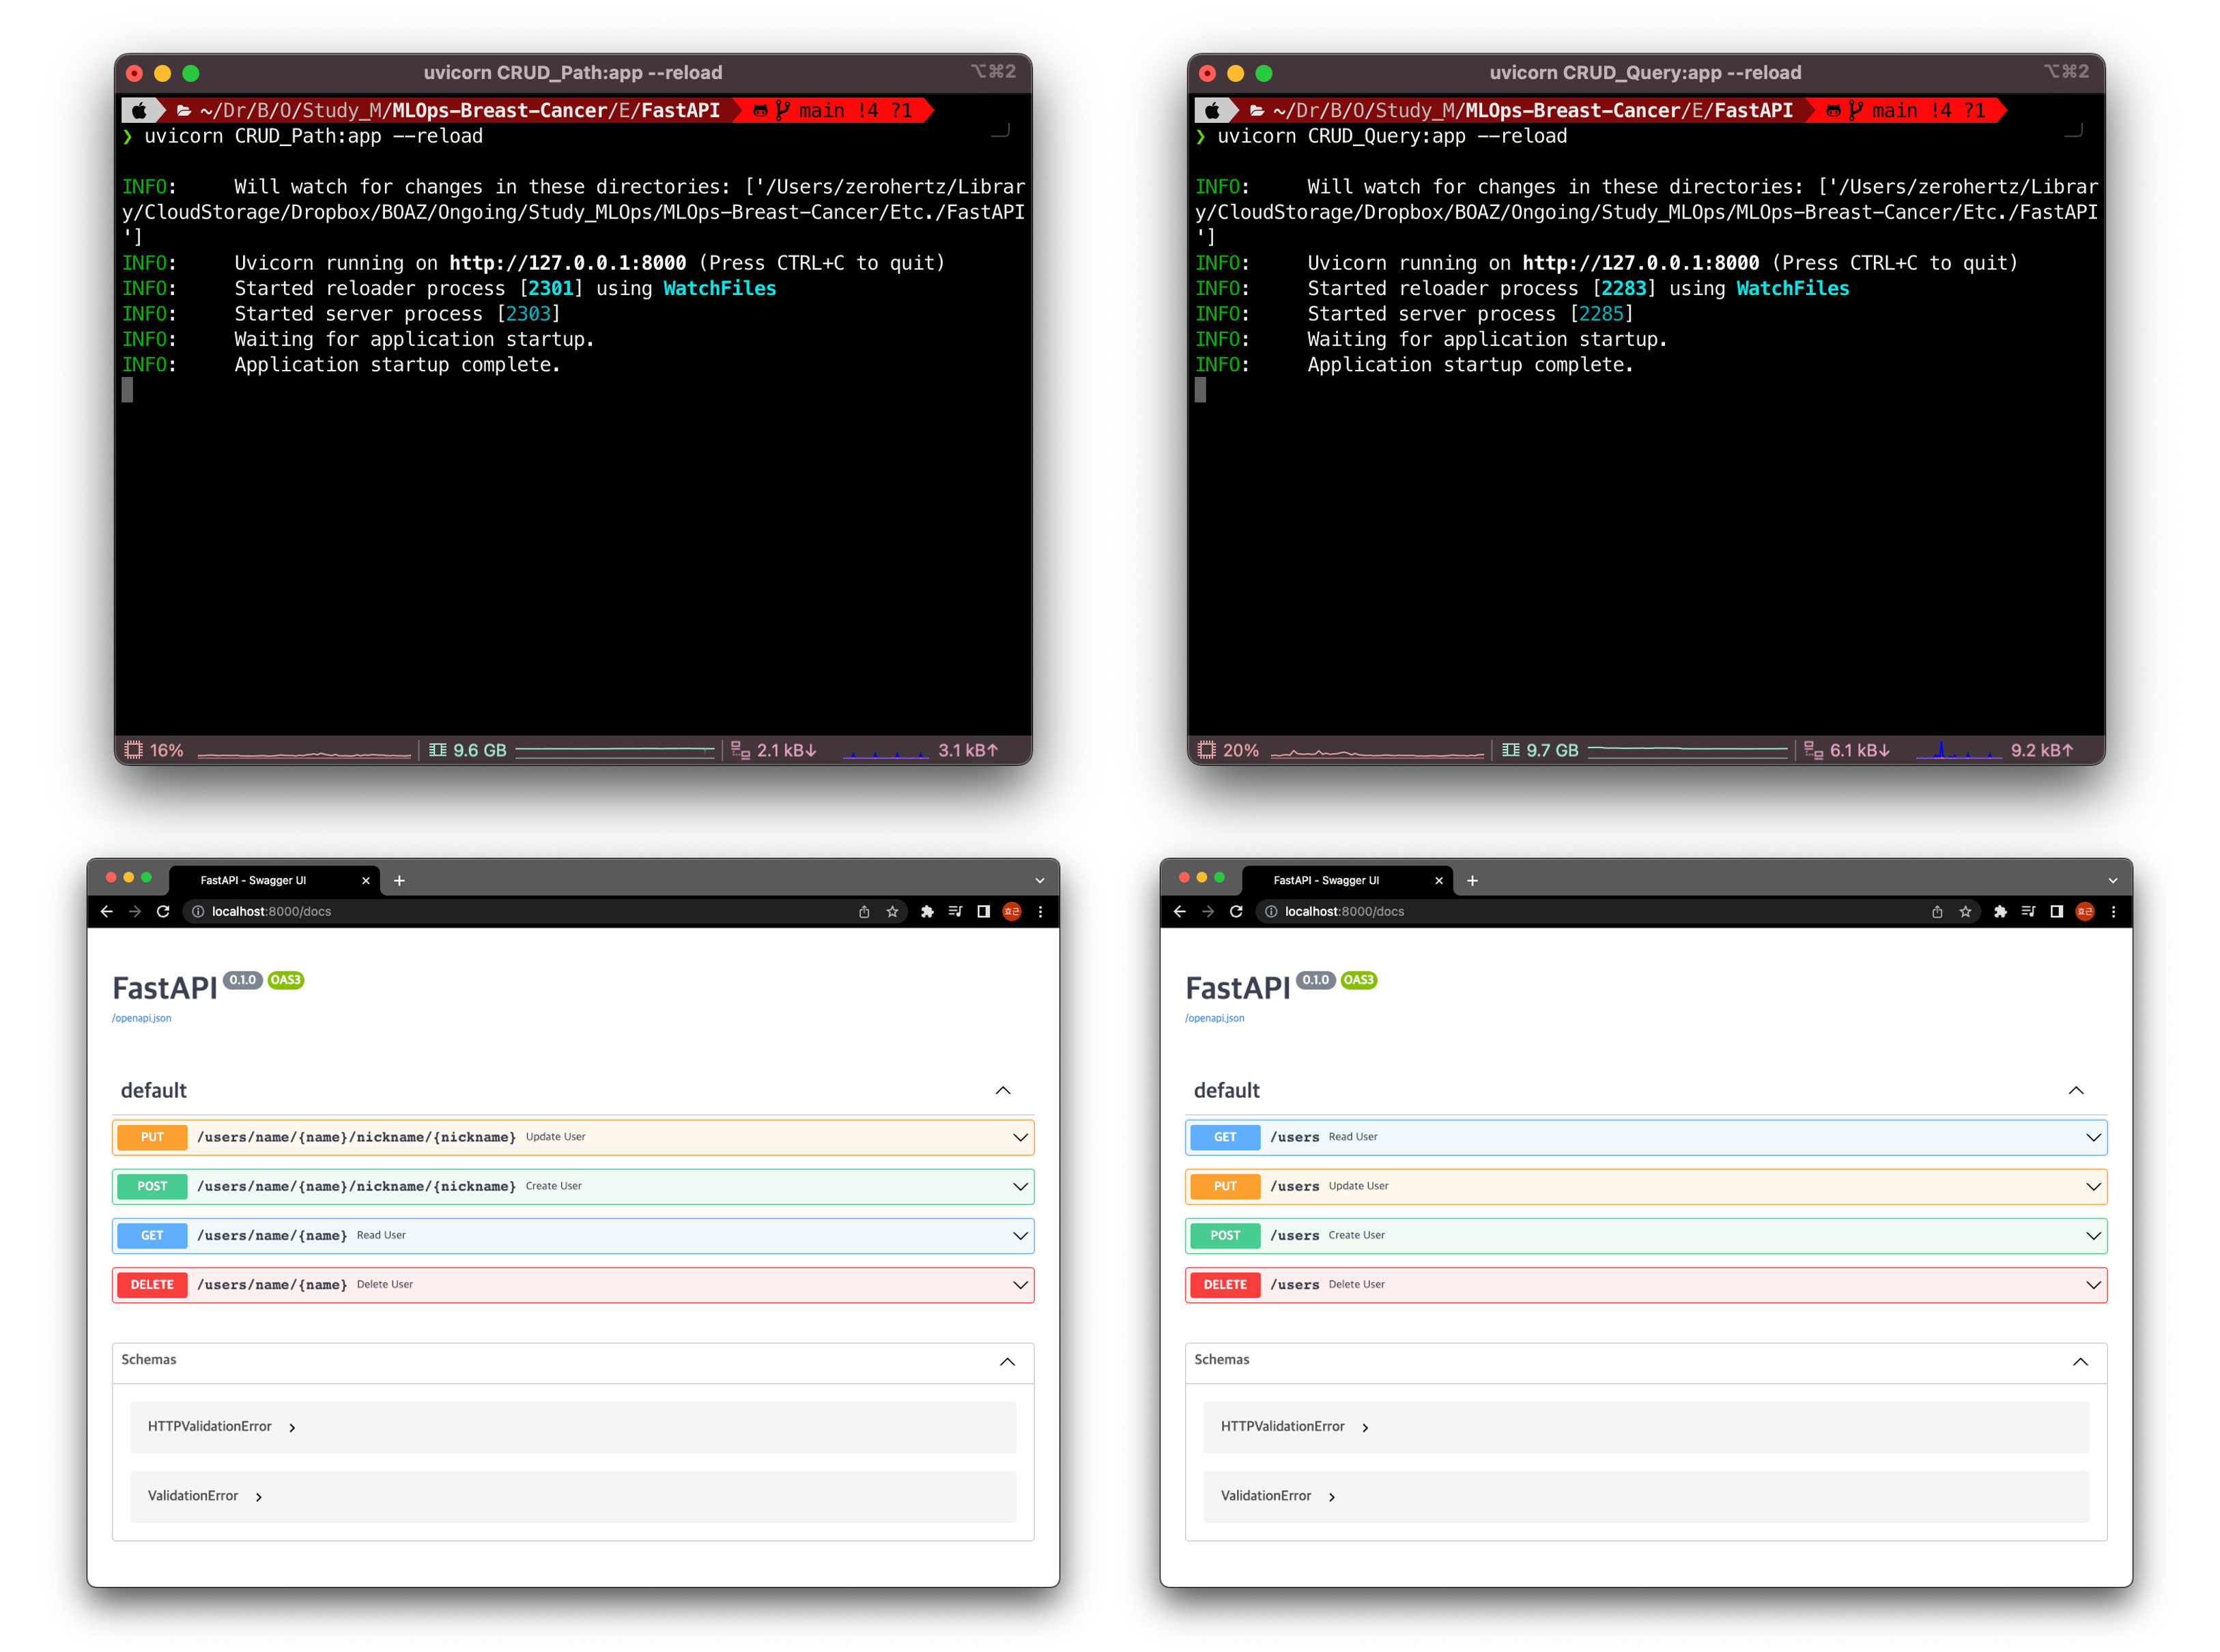 uvicorn CRUD_Path:app --reload
⌥⌘2
~/Dr/B/O/Study_M/MLOps-Breast-Cancer/E/FastAPI main !4 ?1
❯ uvicorn CRUD_Path:app --reload
INFO: Will watch for changes in these directories: ['/Users/zerohertz/Librar
y/CloudStorage/Dropbox/BOAZ/Ongoing/Study_MLOps/MLOps-Breast-Cancer/Etc./FastAPI
']
INFO: Uvicorn running on http://127.0.0.1:8000 (Press CTRL+C to quit)
INFO: Started reloader process [2301] using WatchFiles
INFO: Started server process [2303]
INFO: Waiting for application startup.
INFO: Application startup complete.
16% 9.6 GB 2.1 kB↓ 3.1 kB↑
uvicorn CRUD_Query:app --reload
⌥⌘2
~/Dr/B/O/Study_M/MLOps-Breast-Cancer/E/FastAPI main !4 ?1
❯ uvicorn CRUD_Query:app --reload
INFO: Will watch for changes in these directories: ['/Users/zerohertz/Librar
y/CloudStorage/Dropbox/BOAZ/Ongoing/Study_MLOps/MLOps-Breast-Cancer/Etc./FastAPI
']
INFO: Uvicorn running on http://127.0.0.1:8000 (Press CTRL+C to quit)
INFO: Started reloader process [2283] using WatchFiles
INFO: Started server process [2285]
INFO: Waiting for application startup.
INFO: Application startup complete.
20% 9.7 GB 6.1 kB↓ 9.2 kB↑
FastAPI - Swagger UI
localhost:8000/docs
효근
FastAPI 0.1.0 OAS3
/openapi.json
default
PUT /users/name/{name}/nickname/{nickname} Update User
POST /users/name/{name}/nickname/{nickname} Create User
GET /users/name/{name} Read User
DELETE /users/name/{name} Delete User
Schemas
HTTPValidationError
ValidationError
FastAPI - Swagger UI
localhost:8000/docs
효근
FastAPI 0.1.0 OAS3
/openapi.json
default
GET /users Read User
PUT /users Update User
POST /users Create User
DELETE /users Delete User
Schemas
HTTPValidationError
ValidationError